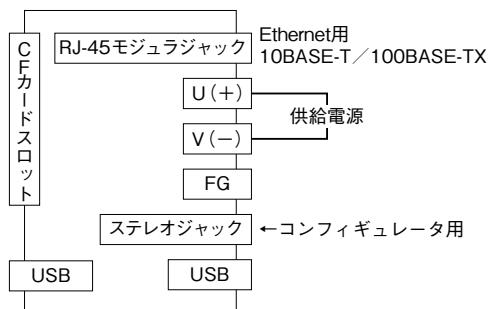 CFカードスロット
RJ-45モジュラジャック
Ethernet用
10BASE-T／100BASE-TX
U（＋）
供給電源
V（－）
FG
ステレオジャック
←コンフィギュレータ用
USB
USB